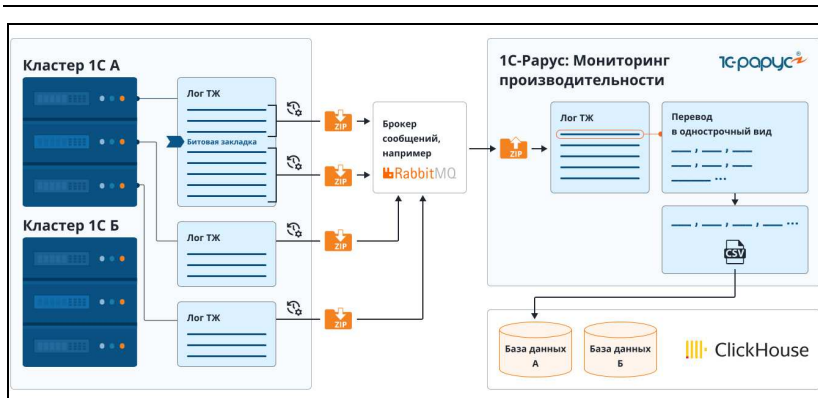 Кластер 1С А
Лог ТЖ
Битовая закладка
ZIP
ZIP
Кластер 1С Б
Лог ТЖ
ZIP
Лог ТЖ
ZIP
Брокер
сообщений,
например
RabbitMQ
ZIP
1С-Рарус: Мониторинг
производительности
1С-рарус
Лог ТЖ
Перевод
в однострочный вид
CSV
База данных
А
База данных
Б
ClickHouse